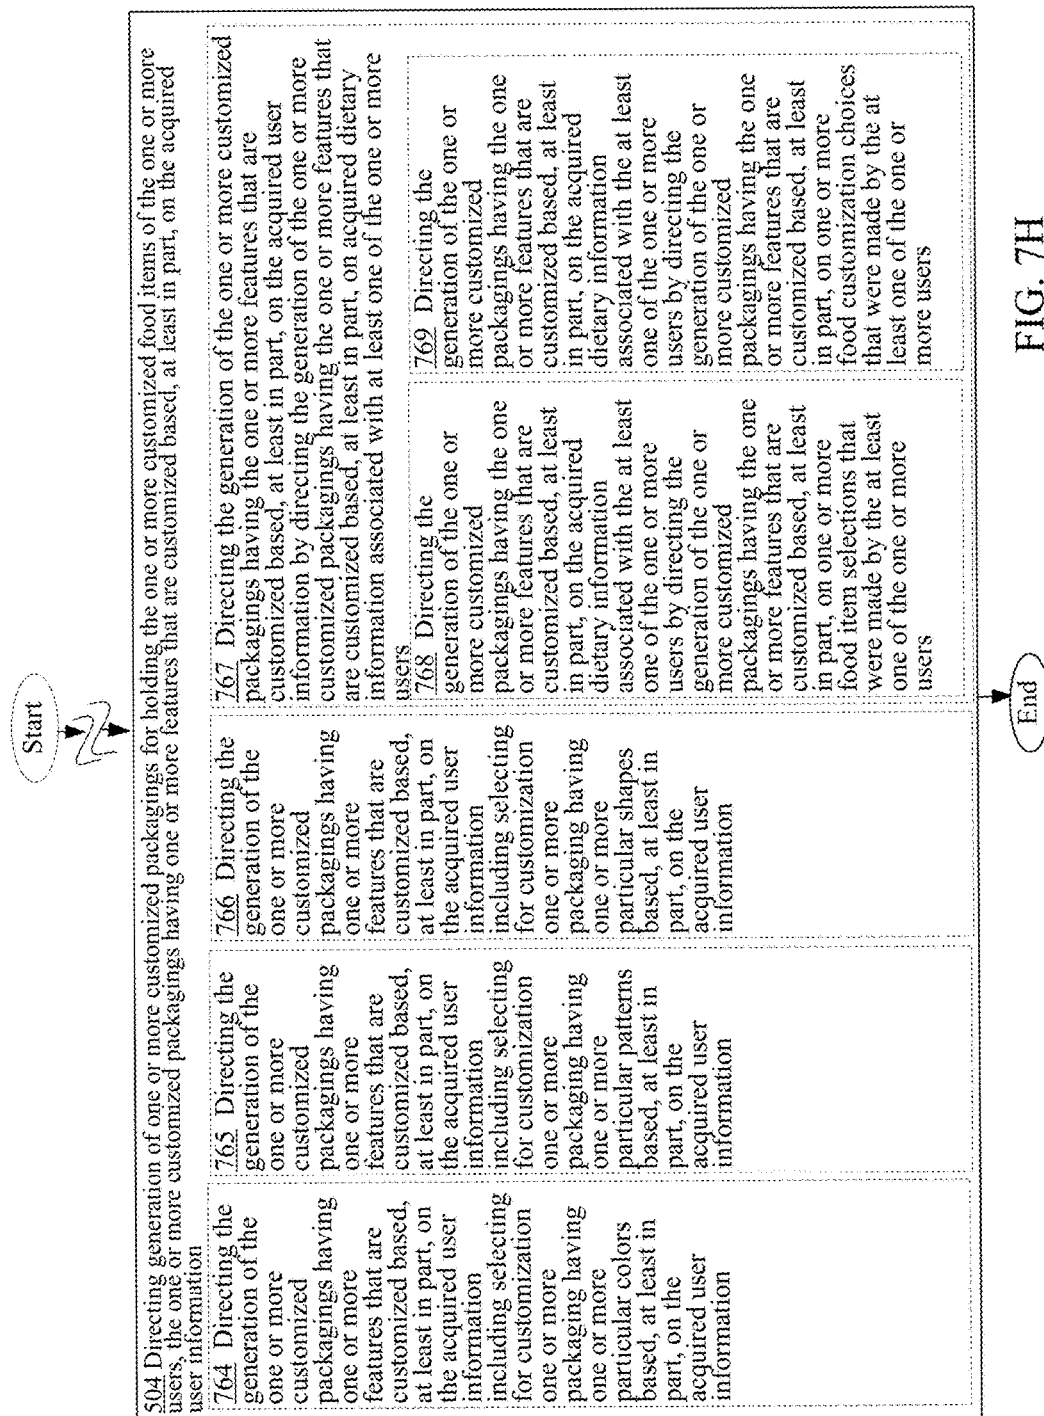 Start
504 Directing generation of one or more customized packagings for holding the one or more customized food items of the one or more
users, the one or more customized packagings having one or more features that are customized based, at least in part, on the acquired
user information
764 Directing the
generation of the
one or more
customized
packagings having
one or more
features that are
customized based,
at least in part, on
the acquired user
information
including selecting
for customization
one or more
packaging having
one or more
particular colors
based, at least in
part, on the
acquired user
information
765 Directing the
generation of the
one or more
customized
packagings having
one or more
features that are
customized based,
at least in part, on
the acquired user
information
including selecting
for customization
one or more
packaging having
one or more
particular patterns
based, at least in
part, on the
acquired user
information
766 Directing the
generation of the
one or more
customized
packagings having
one or more
features that are
customized based,
at least in part, on
the acquired user
information
including selecting
for customization
one or more
packaging having
one or more
particular shapes
based, at least in
part, on the
acquired user
information
767 Directing the generation of the one or more customized
packagings having the one or more features that are
customized based, at least in part, on the acquired user
information by directing the generation of the one or more
customized packagings having the one or more features that
are customized based, at least in part, on acquired dietary
information associated with at least one of the one or more
users
768 Directing the
generation of the one or
more customized
packagings having the one
or more features that are
customized based, at least
in part, on the acquired
dietary information
associated with the at least
one of the one or more
users by directing the
generation of the one or
more customized
packagings having the one
or more features that are
customized based, at least
in part, on one or more
food item selections that
were made by the at least
one of the one or more
users
769 Directing the
generation of the one or
more customized
packagings having the one
or more features that are
customized based, at least
in part, on the acquired
dietary information
associated with the at least
one of the one or more
users by directing the
generation of the one or
more customized
packagings having the one
or more features that are
customized based, at least
in part, on one or more
food customization choices
that were made by the at
least one of the one or
more users
End
FIG. 7H